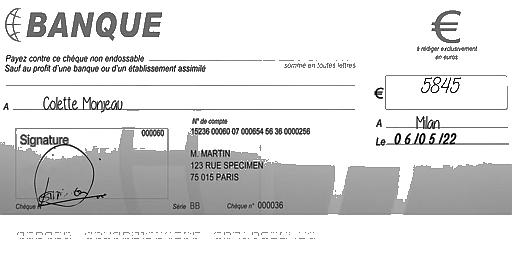 BANQUE
€
à rédiger exclusivement
en euros
Payez contre ce chèque non endossable
Sauf au profit d'une banque ou d'un établissement assimilé
somme en toutes lettres
€ 5845
A Colette Monjeau
N° de compte
A Milan
Signature 000060 15236 00060 07 000654 56 36 0000256
Le 06/05/22
M. MARTIN
123 RUE SPECIMEN
75 015 PARIS
Chèque N° Série BB Chèque n° 000036